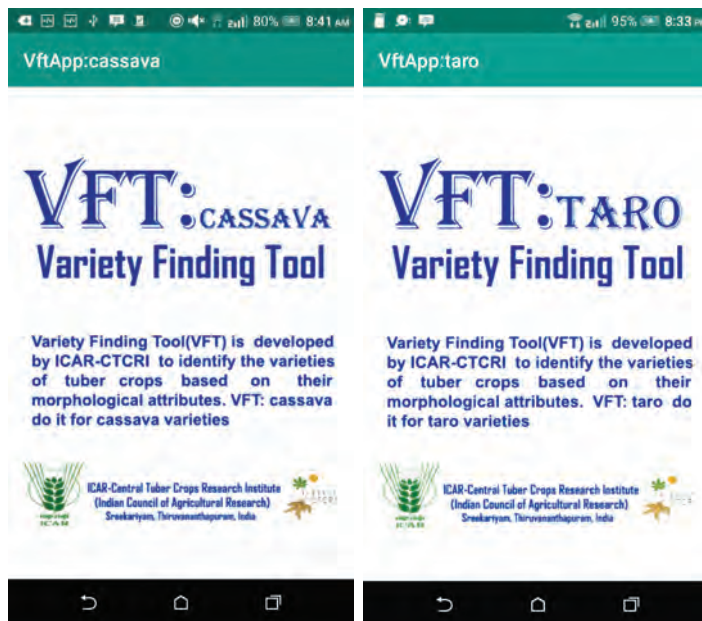 80% 8:41 AM
VftApp:cassava
VFT:CASSAVA
Variety Finding Tool
Variety Finding Tool(VFT) is developed
by ICAR-CTCRI to identify the varieties
of tuber crops based on their
morphological attributes. VFT: cassava
do it for cassava varieties
ICAR-Central Tuber Crops Research Institute
(Indian Council of Agricultural Research)
Sreekariyam, Thiruvananthapuram, India
ICAR
95% 8:33
VftApp:taro
VFT:TARO
Variety Finding Tool
Variety Finding Tool(VFT) is developed
by ICAR-CTCRI to identify the varieties
of tuber crops based on their
morphological attributes. VFT: taro do
it for taro varieties
ICAR-Central Tuber Crops Research Institute
(Indian Council of Agricultural Research)
Sreekariyam, Thiruvananthapuram, India
ICAR